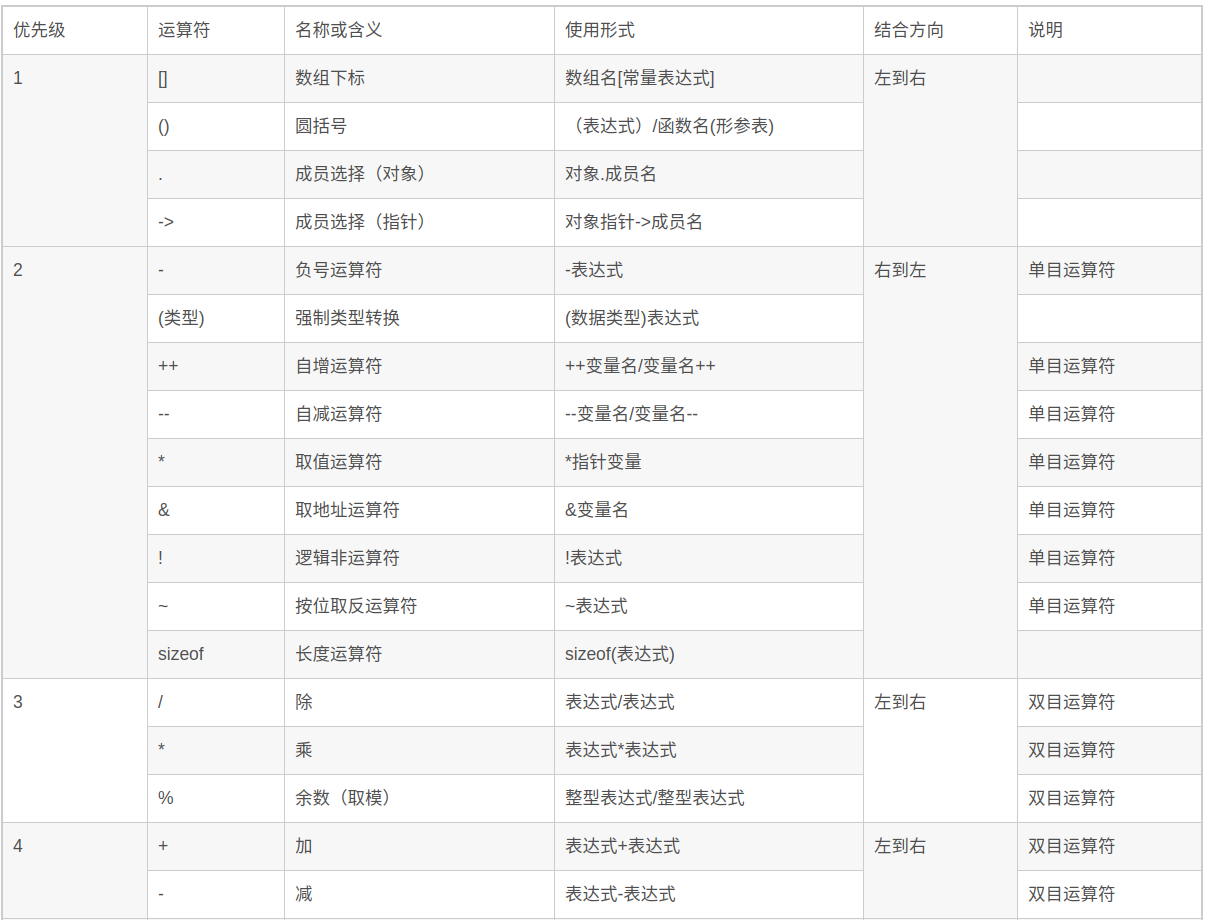 优先级 运算符 名称或含义 使用形式 结合方向 说明
1 [] 数组下标 数组名[常量表达式] 左到右
() 圆括号 （表达式）/函数名(形参表)
. 成员选择（对象） 对象.成员名
-> 成员选择（指针） 对象指针->成员名
2 - 负号运算符 -表达式 右到左 单目运算符
(类型) 强制类型转换 (数据类型)表达式
++ 自增运算符 ++变量名/变量名++ 单目运算符
-- 自减运算符 --变量名/变量名-- 单目运算符
* 取值运算符 *指针变量 单目运算符
& 取地址运算符 &变量名 单目运算符
! 逻辑非运算符 !表达式 单目运算符
~ 按位取反运算符 ~表达式 单目运算符
sizeof 长度运算符 sizeof(表达式)
3 / 除 表达式/表达式 左到右 双目运算符
* 乘 表达式*表达式 双目运算符
% 余数（取模） 整型表达式/整型表达式 双目运算符
4 + 加 表达式+表达式 左到右 双目运算符
- 减 表达式-表达式 双目运算符